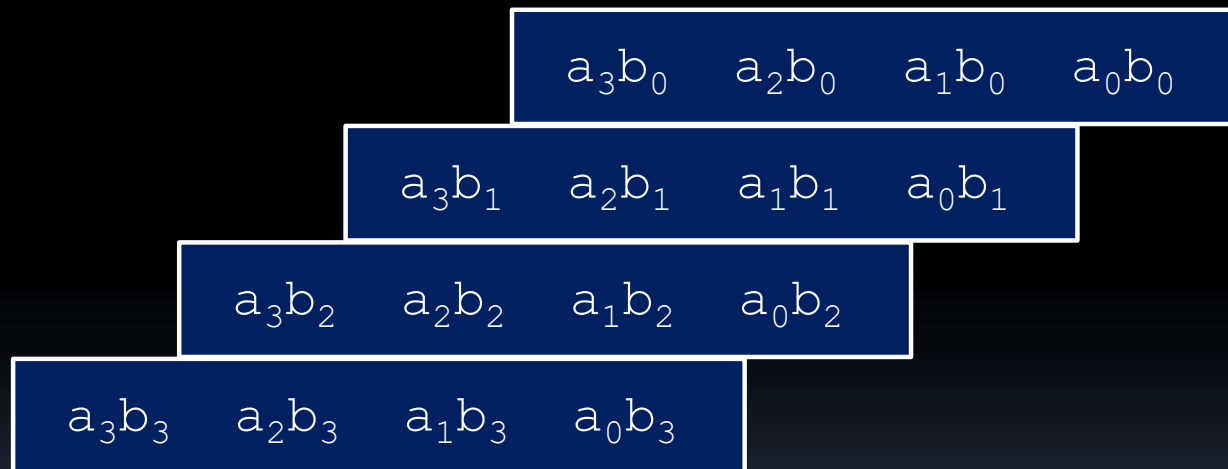 a₃b₀ a₂b₀ a₁b₀ a₀b₀
a₃b₁ a₂b₁ a₁b₁ a₀b₁
a₃b₂ a₂b₂ a₁b₂ a₀b₂
a₃b₃ a₂b₃ a₁b₃ a₀b₃